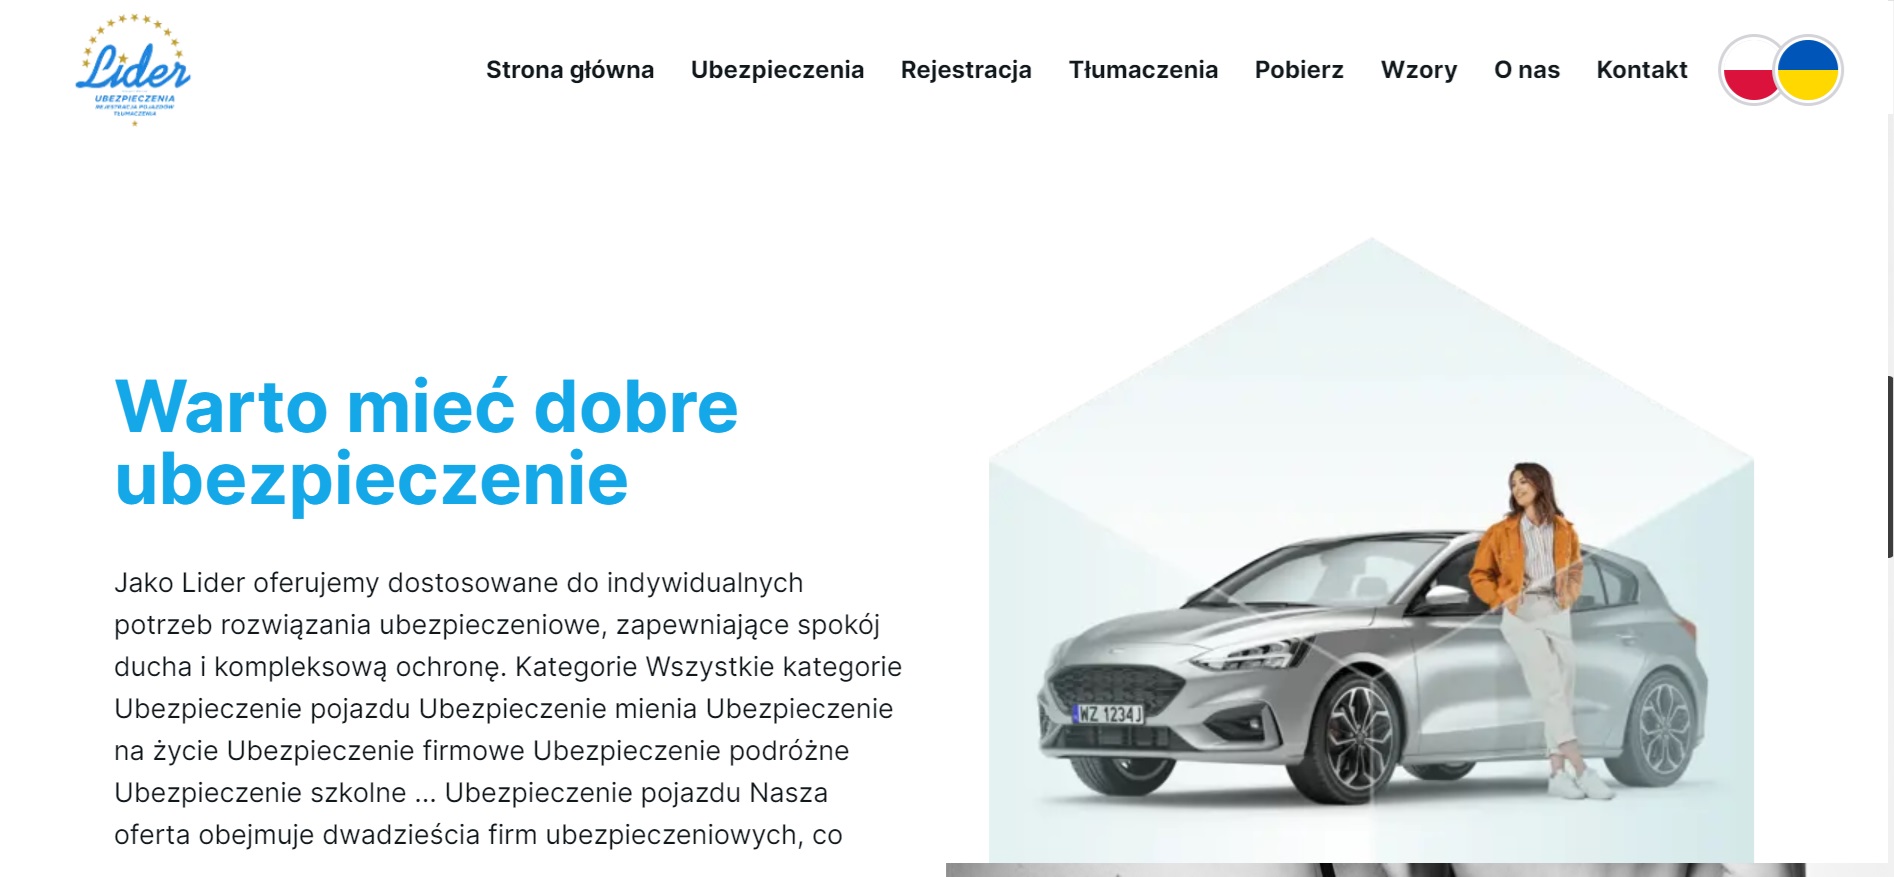 Lider
UBEZPIECZENIA
REJESTRACJA POJAZDÓW
TŁUMACZENIA
Strona główna Ubezpieczenia Rejestracja Tłumaczenia Pobierz Wzory O nas Kontakt
Warto mieć dobre
ubezpieczenie
Jako Lider oferujemy dostosowane do indywidualnych
potrzeb rozwiązania ubezpieczeniowe, zapewniające spokój
ducha i kompleksową ochronę. Kategorie Wszystkie kategorie
Ubezpieczenie pojazdu Ubezpieczenie mienia Ubezpieczenie
na życie Ubezpieczenie firmowe Ubezpieczenie podróżne
Ubezpieczenie szkolne ... Ubezpieczenie pojazdu Nasza
oferta obejmuje dwadzieścia firm ubezpieczeniowych, co
WZ 1234J